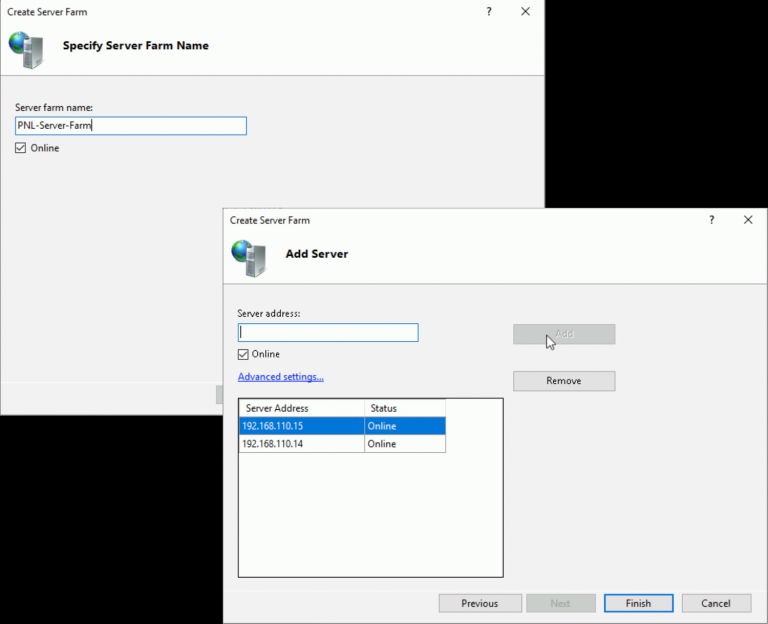 Create Server Farm
?
Specify Server Farm Name
Server farm name:
PNL-Server-Farm
Online
Create Server Farm
?
Add Server
Server address:
Add
Online
Advanced settings...
Remove
Server Address Status
192.168.110.15 Online
192.168.110.14 Online
Previous Next Finish Cancel